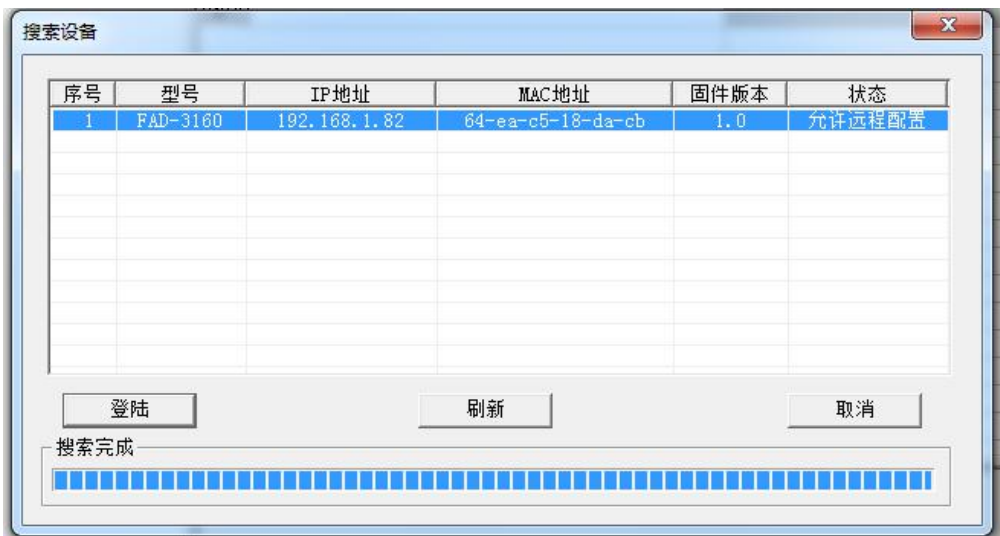 搜索设备
序号 型号 IP地址 MAC地址 固件版本 状态
1 FAD-3160 192.168.1.82 64-ea-c5-18-da-cb 1.0 允许远程配置
登陆 刷新 取消
搜索完成